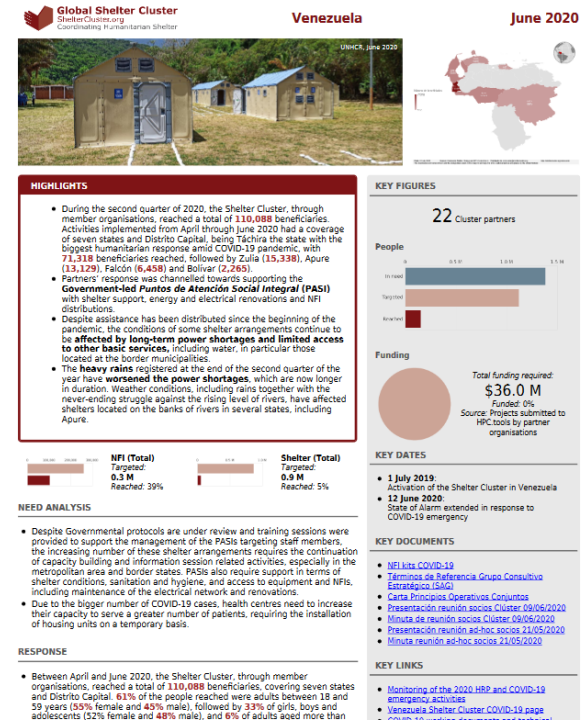 Global Shelter Cluster
ShelterCluster.org
Coordinating Humanitarian Shelter
Venezuela
June 2020
UNHCR, June 2020
HIGHLIGHTS
• During the second quarter of 2020, the Shelter Cluster, through
member organisations, reached a total of 110,088 beneficiaries.
Activities implemented from April through June 2020 had a coverage
of seven states and Distrito Capital, being Táchira the state with the
biggest humanitarian response amid COVID-19 pandemic, with
71,318 beneficiaries reached, followed by Zulia (15,338), Apure
(13,129), Falcón (6,458) and Bolívar (2,265).
• Partners' response was channelled towards supporting the
Government-led Puntos de Atención Social Integral (PASI)
with shelter support, energy and electrical renovations and NFI
distributions.
• Despite assistance has been distributed since the beginning of the
pandemic, the conditions of some shelter arrangements continue to
be affected by long-term power shortages and limited access
to other basic services, including water, in particular those
located at the border municipalities.
• The heavy rains registered at the end of the second quarter of the
year have worsened the power shortages, which are now longer
in duration. Weather conditions, including rains together with the
never-ending struggle against the rising level of rivers, have affected
shelters located on the banks of rivers in several states, including
Apure.
NFI (Total)
Targeted:
0.3 M
Reached: 39%
Shelter (Total)
Targeted:
0.9 M
Reached: 5%
NEED ANALYSIS
• Despite Governmental protocols are under review and training sessions were
provided to support the management of the PASIs targeting staff members,
the increasing number of these shelter arrangements requires the continuation
of capacity building and information session related activities, especially in the
metropolitan area and border states. PASIs also require support in terms of
shelter conditions, sanitation and hygiene, and access to equipment and NFIs,
including maintenance of the electrical network and renovations.
• Due to the bigger number of COVID-19 cases, health centres need to increase
their capacity to serve a greater number of patients, requiring the installation
of housing units on a temporary basis.
RESPONSE
• Between April and June 2020, the Shelter Cluster, through member
organisations, reached a total of 110,088 beneficiaries, covering seven states
and Distrito Capital. 61% of the people reached were adults between 18 and
59 years (55% female and 45% male), followed by 33% of girls, boys and
adolescents (52% female and 48% male), and 6% of adults aged more than
KEY FIGURES
22 Cluster partners
People
0 0.5 M 1.0 M 1.5 M
In need
Targeted
Reached
Funding
Total funding required:
$36.0 M
Funded: 0%
Source: Projects submitted to
HPC.tools by partner
organisations
KEY DATES
• 1 July 2019:
Activation of the Shelter Cluster in Venezuela
• 12 June 2020:
State of Alarm extended in response to
COVID-19 emergency
KEY DOCUMENTS
• NFI kits COVID-19
• Términos de Referencia Grupo Consultivo
Estratégico (SAG)
• Carta Principios Operativos Conjuntos
• Presentación reunión socios Clúster 09/06/2020
• Minuta de reunión socios Clúster 09/06/2020
• Presentación reunión ad-hoc socios 21/05/2020
• Minuta reunión ad-hoc socios 21/05/2020
KEY LINKS
• Monitoring of the 2020 HRP and COVID-19
emergency activities
• Venezuela Shelter Cluster COVID-19 page
• COVID-19 working documents and technical